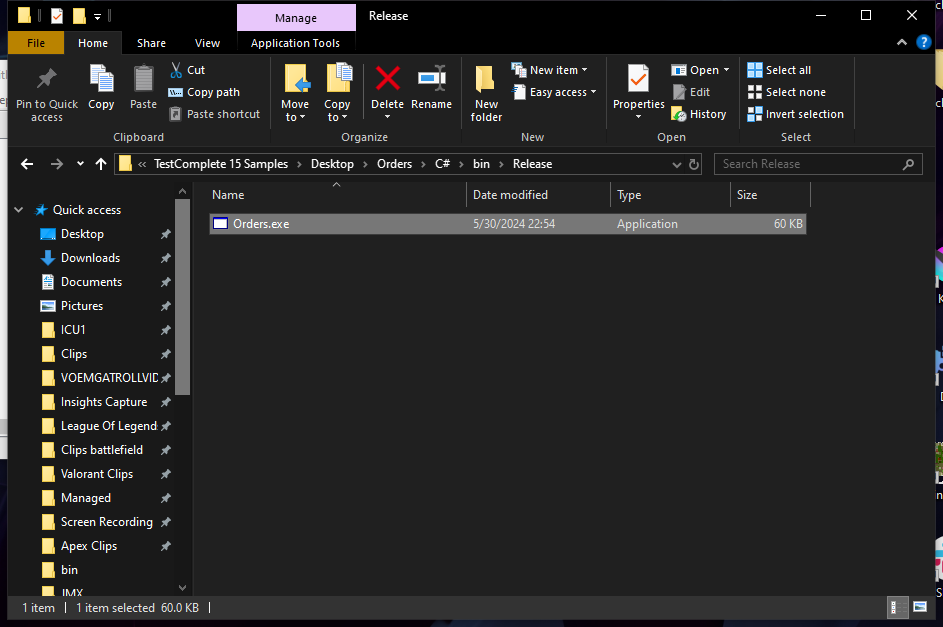 Manage
Release
File
Home
Share
View
Application Tools
Pin to Quick access
Copy
Paste
Cut
Copy path
Paste shortcut
Clipboard
Move to
Copy to
Delete
Rename
Organize
New folder
New item
Easy access
New
Properties
Open
Edit
History
Open
Select all
Select none
Invert selection
Select
« TestComplete 15 Samples > Desktop > Orders > C# > bin > Release
Search Release
Name
Date modified
Type
Size
Orders.exe
5/30/2024 22:54
Application
60 KB
Quick access
Desktop
Downloads
Documents
Pictures
ICU1
Clips
VOEMGATROLLVID
Insights Capture
League Of Legend
Clips battlefield
Valorant Clips
Managed
Screen Recording
Apex Clips
bin
JMX
1 item
1 item selected 60.0 KB